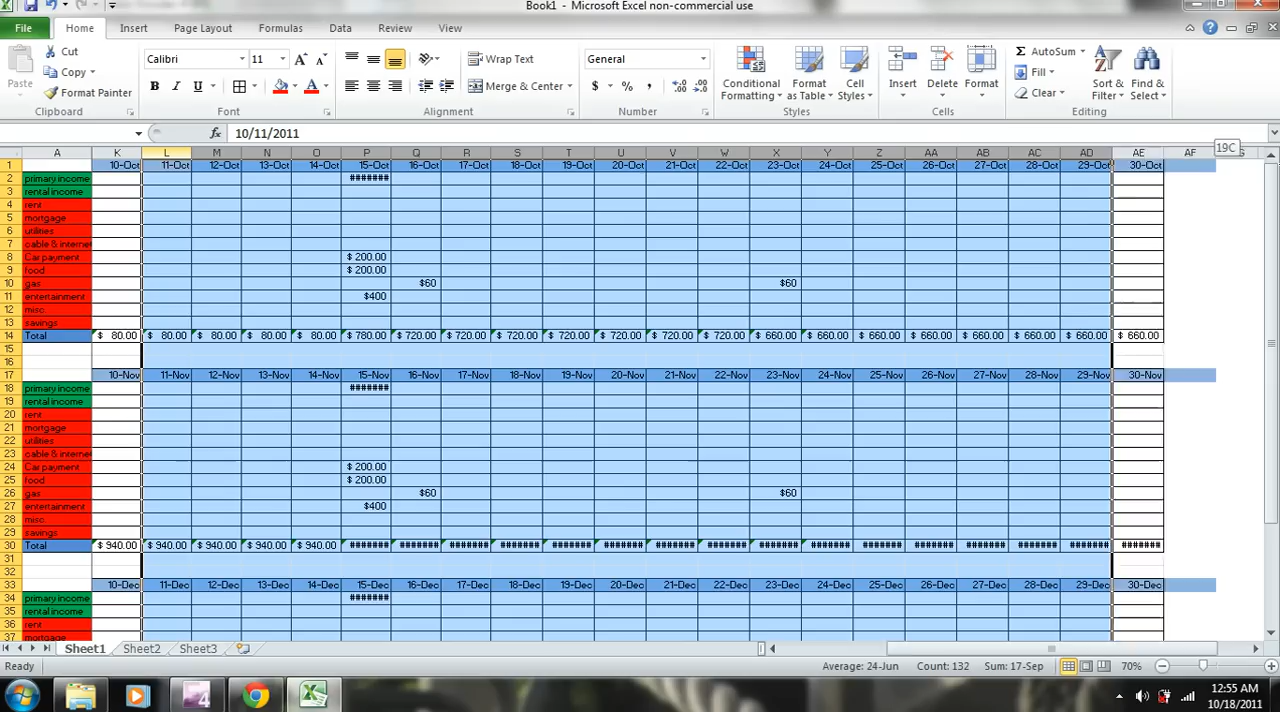 Book1 - Microsoft Excel non-commercial use
File Home Insert Page Layout Formulas Data Review View
Paste
Cut
Copy
Format Painter
Clipboard
Calibri 11
B I U
Font
Wrap Text
Merge & Center
Alignment
General
$ % ,
Number
Conditional Formatting
Format as Table
Cell Styles
Styles
Insert Delete Format
Cells
AutoSum
Fill
Clear
Sort & Filter
Find & Select
Editing
fx 10/11/2011
19C
A K L M N O P Q R S T U V W X Y Z AA AB AC AD AE AF
1 10-Oct 11-Oct 12-Oct 13-Oct 14-Oct 15-Oct 16-Oct 17-Oct 18-Oct 19-Oct 20-Oct 21-Oct 22-Oct 23-Oct 24-Oct 25-Oct 26-Oct 27-Oct 28-Oct 29-Oct 30-Oct
2 primary income #######
3 rental income
4 rent
5 mortgage
6 utilities
7 cable & interne
8 Car payment $ 200.00
9 food $ 200.00
10 gas $60 $60
11 entertainment $400
12 misc.
13 savings
14 Total $ 80.00 $ 80.00 $ 80.00 $ 80.00 $ 80.00 $ 780.00 $ 720.00 $ 720.00 $ 720.00 $ 720.00 $ 720.00 $ 720.00 $ 720.00 $ 660.00 $ 660.00 $ 660.00 $ 660.00 $ 660.00 $ 660.00 $ 660.00 $ 660.00
15
16
17 10-Nov 11-Nov 12-Nov 13-Nov 14-Nov 15-Nov 16-Nov 17-Nov 18-Nov 19-Nov 20-Nov 21-Nov 22-Nov 23-Nov 24-Nov 25-Nov 26-Nov 27-Nov 28-Nov 29-Nov 30-Nov
18 primary income #######
19 rental income
20 rent
21 mortgage
22 utilities
23 cable & interne
24 Car payment $ 200.00
25 food $ 200.00
26 gas $60 $60
27 entertainment $400
28 misc.
29 savings
30 Total $ 940.00 $ 940.00 $ 940.00 $ 940.00 $ 940.00 ####### ####### ####### ####### ####### ####### ####### ####### ####### ####### ####### ####### ####### ####### ####### #######
31
32
33 10-Dec 11-Dec 12-Dec 13-Dec 14-Dec 15-Dec 16-Dec 17-Dec 18-Dec 19-Dec 20-Dec 21-Dec 22-Dec 23-Dec 24-Dec 25-Dec 26-Dec 27-Dec 28-Dec 29-Dec 30-Dec
34 primary income #######
35 rental income
36 rent
37 mortgage
Sheet1 Sheet2 Sheet3
Ready Average: 24-Jun Count: 132 Sum: 17-Sep 70%
12:55 AM
10/18/2011